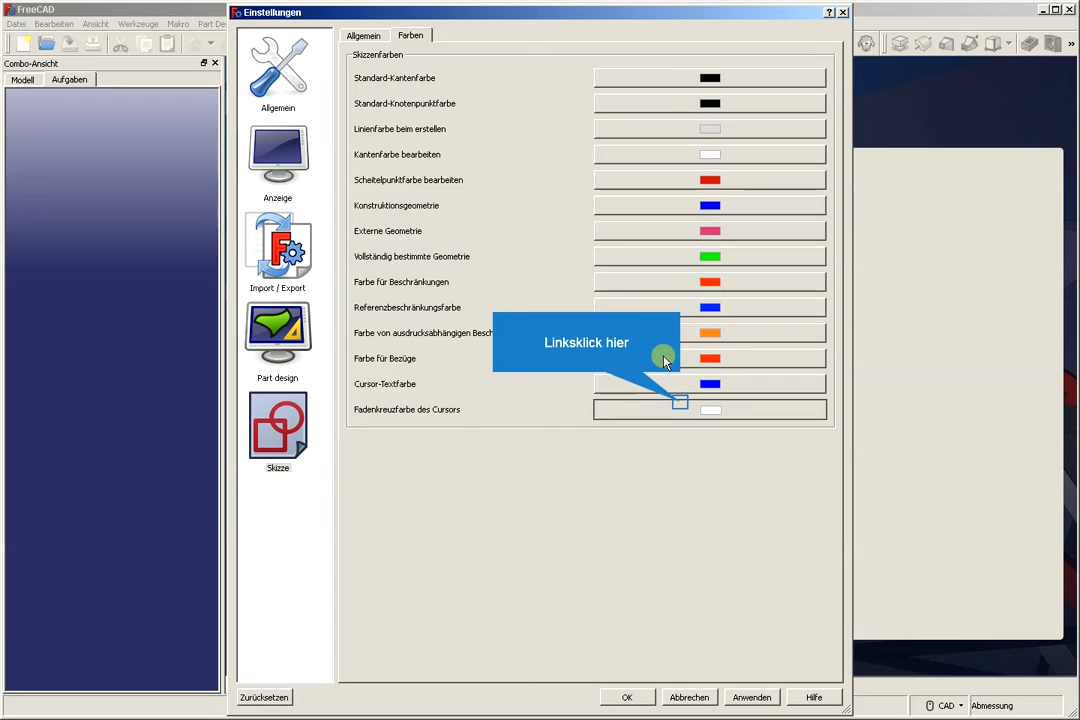 FreeCAD
Datei Bearbeiten Ansicht Werkzeuge Makro Part De
Combo-Ansicht
Modell Aufgaben
Einstellungen
Allgemein
Anzeige
Import / Export
Part design
Skizze
Allgemein Farben
Skizzenfarben
Standard-Kantenfarbe
Standard-Knotenpunktfarbe
Linienfarbe beim erstellen
Kantenfarbe bearbeiten
Scheitelpunktfarbe bearbeiten
Konstruktionsgeometrie
Externe Geometrie
Vollständig bestimmte Geometrie
Farbe für Beschränkungen
Referenzbeschränkungsfarbe
Farbe von ausdrucksabhängigen Besch
Farbe für Bezüge
Cursor-Textfarbe
Fadenkreuzfarbe des Cursors
Linksklick hier
Zurücksetzen OK Abbrechen Anwenden Hilfe
CAD Abmessung